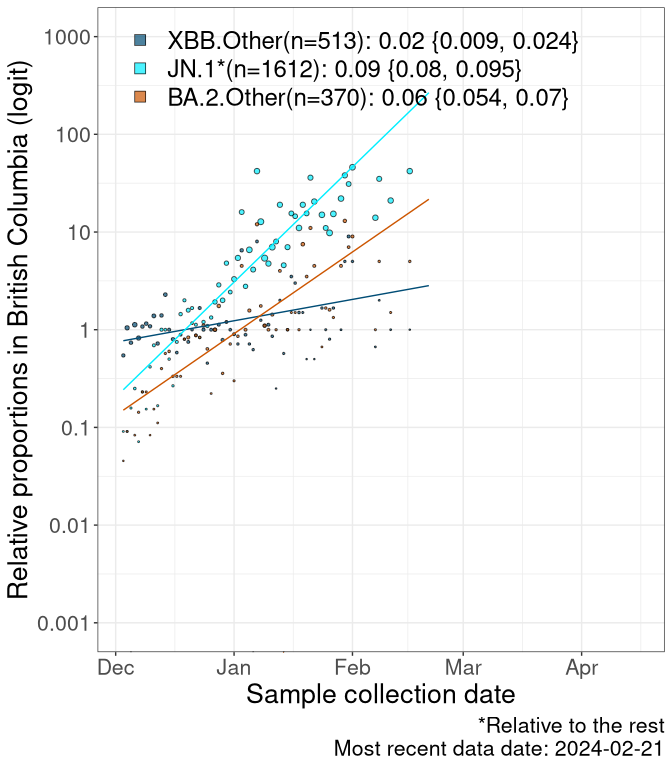 XBB.Other(n=513): 0.02 {0.009, 0.024}
JN.1*(n=1612): 0.09 {0.08, 0.095}
BA.2.Other(n=370): 0.06 {0.054, 0.07}
Relative proportions in British Columbia (logit)
1000
100
10
1
0.1
0.01
0.001
Dec Jan Feb Mar Apr
Sample collection date
*Relative to the rest
Most recent data date: 2024-02-21